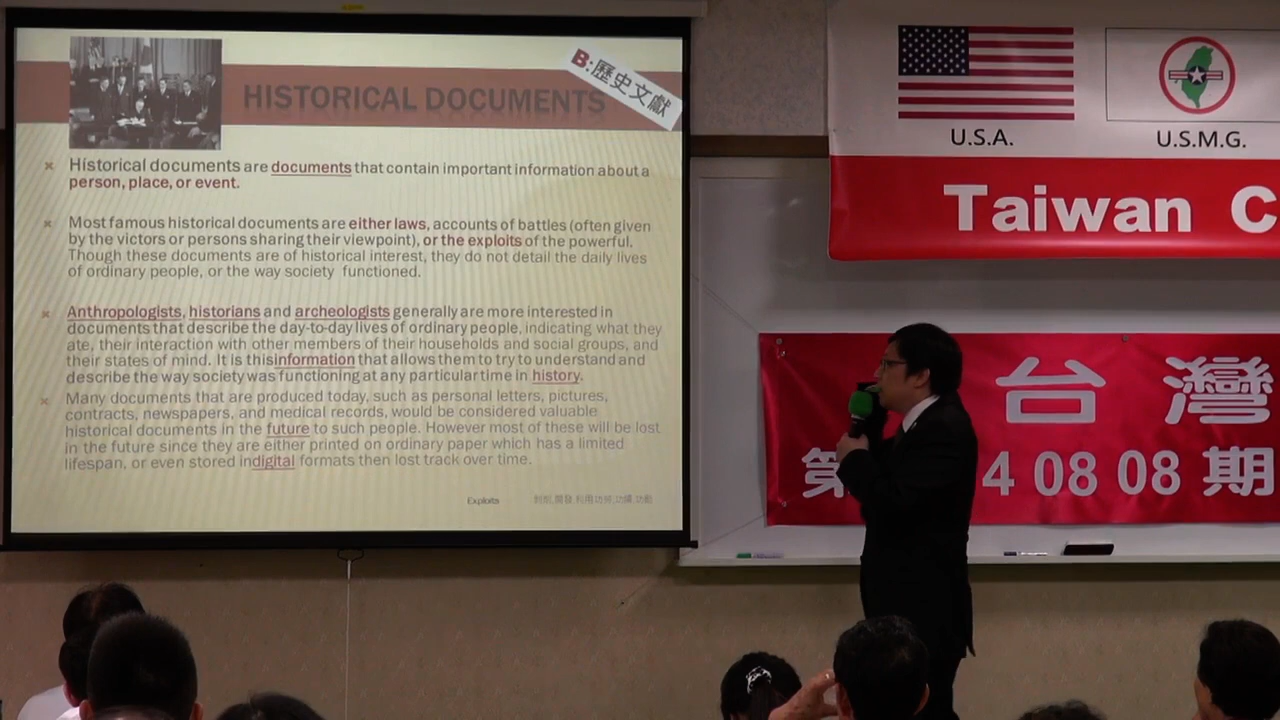 HISTORICAL DOCUMENTS
B:歷史文獻
Historical documents are documents that contain important information about a
person, place, or event.
Most famous historical documents are either laws, accounts of battles (often given
by the victors or persons sharing their viewpoint), or the exploits of the powerful.
Though these documents are of historical interest, they do not detail the daily lives
of ordinary people, or the way society functioned.
Anthropologists, historians and archeologists generally are more interested in
documents that describe the day-to-day lives of ordinary people, indicating what they
ate, their interaction with other members of their households and social groups, and
their states of mind. It is thisinformation that allows them to try to understand and
describe the way society was functioning at any particular time in history.
Many documents that are produced today, such as personal letters, pictures,
contracts, newspapers, and medical records, would be considered valuable
historical documents in the future to such people. However most of these will be lost
in the future since they are either printed on ordinary paper which has a limited
lifespan, or even stored indigital formats then lost track over time.
Exploits
U.S.A.
U.S.M.G.
Taiwan C
台灣
第 4 08 08 期